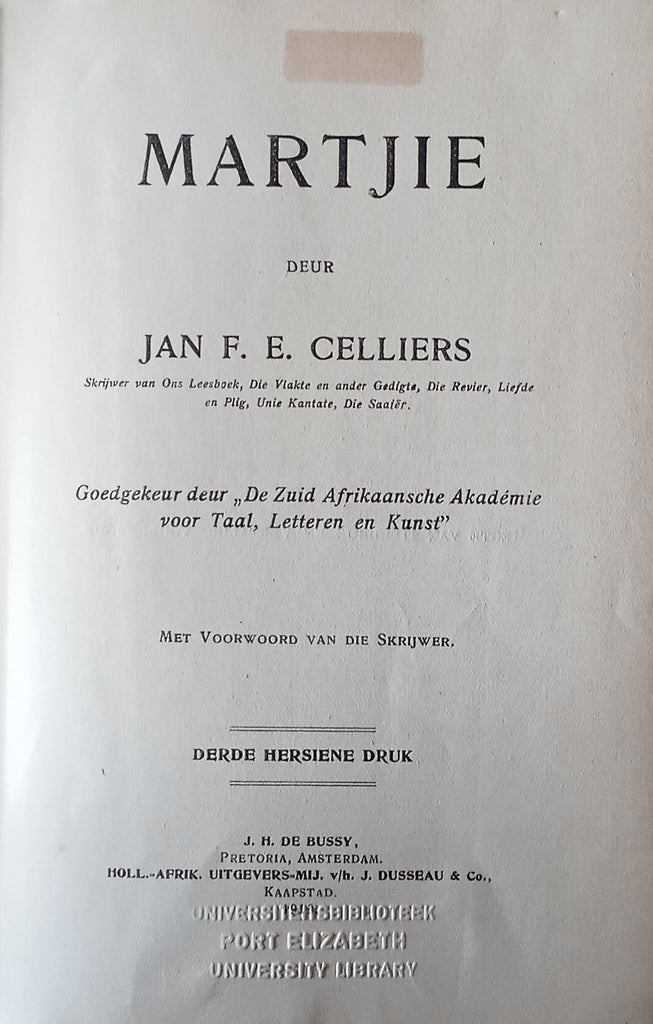 MARTJIE
DEUR
JAN F. E. CELLIERS
Skrijwer van Ons Leesboek, Die Vlakte en ander Gedigte, Die Revier, Liefde
en Plig, Unie Kantate, Die Saaiër.
Goedgekeur deur „De Zuid Afrikaansche Akadémie
voor Taal, Letteren en Kunst”
Met Voorwoord van die Skrijwer.
DERDE HERSIENE DRUK
J. H. DE BUSSY,
Pretoria, Amsterdam.
HOLL.-AFRIK. UITGEVERS-MIJ. v/h. J. DUSSEAU & Co.,
Kaapstad.
UNIVERSITEITSBIBLIOTEEK
PORT ELIZABETH
UNIVERSITY LIBRARY